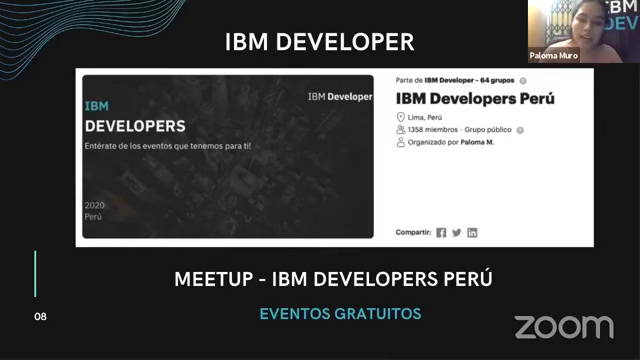 IBM DEVELOPER
IBM
DEV
Paloma Muro
IBM
DEVELOPERS
Entérate de los eventos que tenemos para ti!
2020
Perú
IBM Developer
Parte de IBM Developer – 64 grupos
IBM Developers Perú
Lima, Perú
1358 miembros · Grupo público
Organizado por Paloma M.
Compartir:
MEETUP - IBM DEVELOPERS PERÚ
EVENTOS GRATUITOS
08
zoom